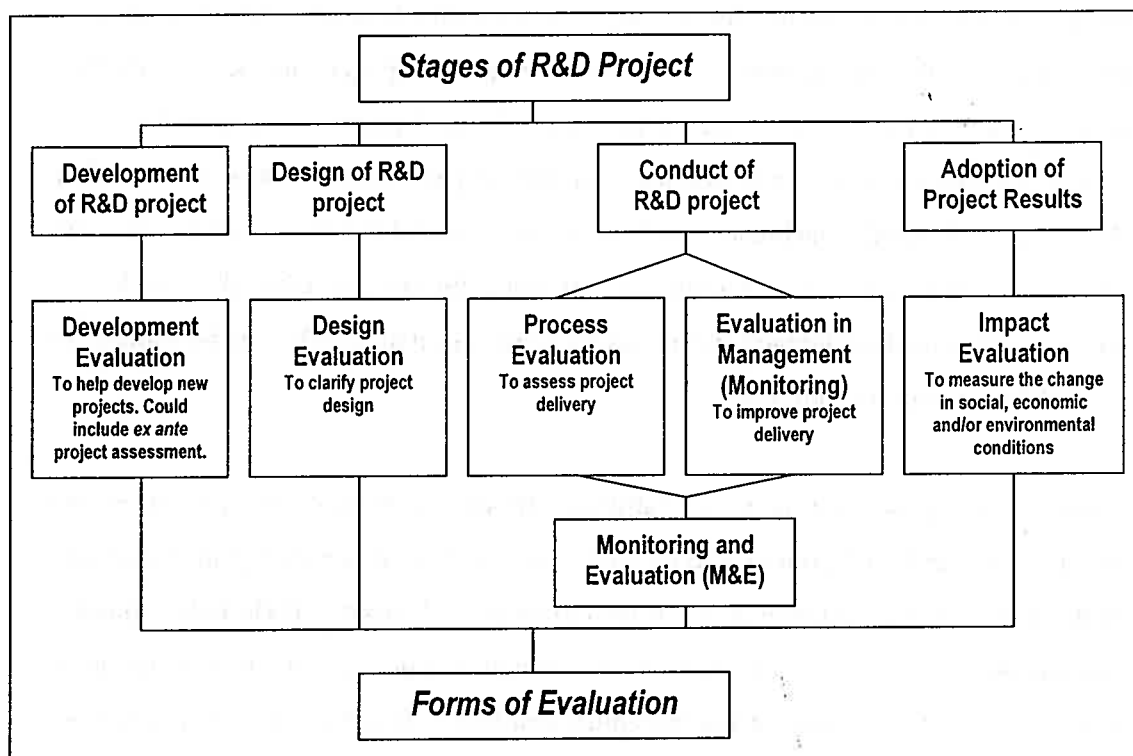 Stages of R&D Project
Development
of R&D project
Design of R&D
project
Conduct of
R&D project
Adoption of
Project Results
Development
Evaluation
To help develop new
projects. Could
include ex ante
project assessment.
Design
Evaluation
To clarify project
design
Process
Evaluation
To assess project
delivery
Evaluation in
Management
(Monitoring)
To improve project
delivery
Impact
Evaluation
To measure the change
in social, economic
and/or environmental
conditions
Monitoring and
Evaluation (M&E)
Forms of Evaluation